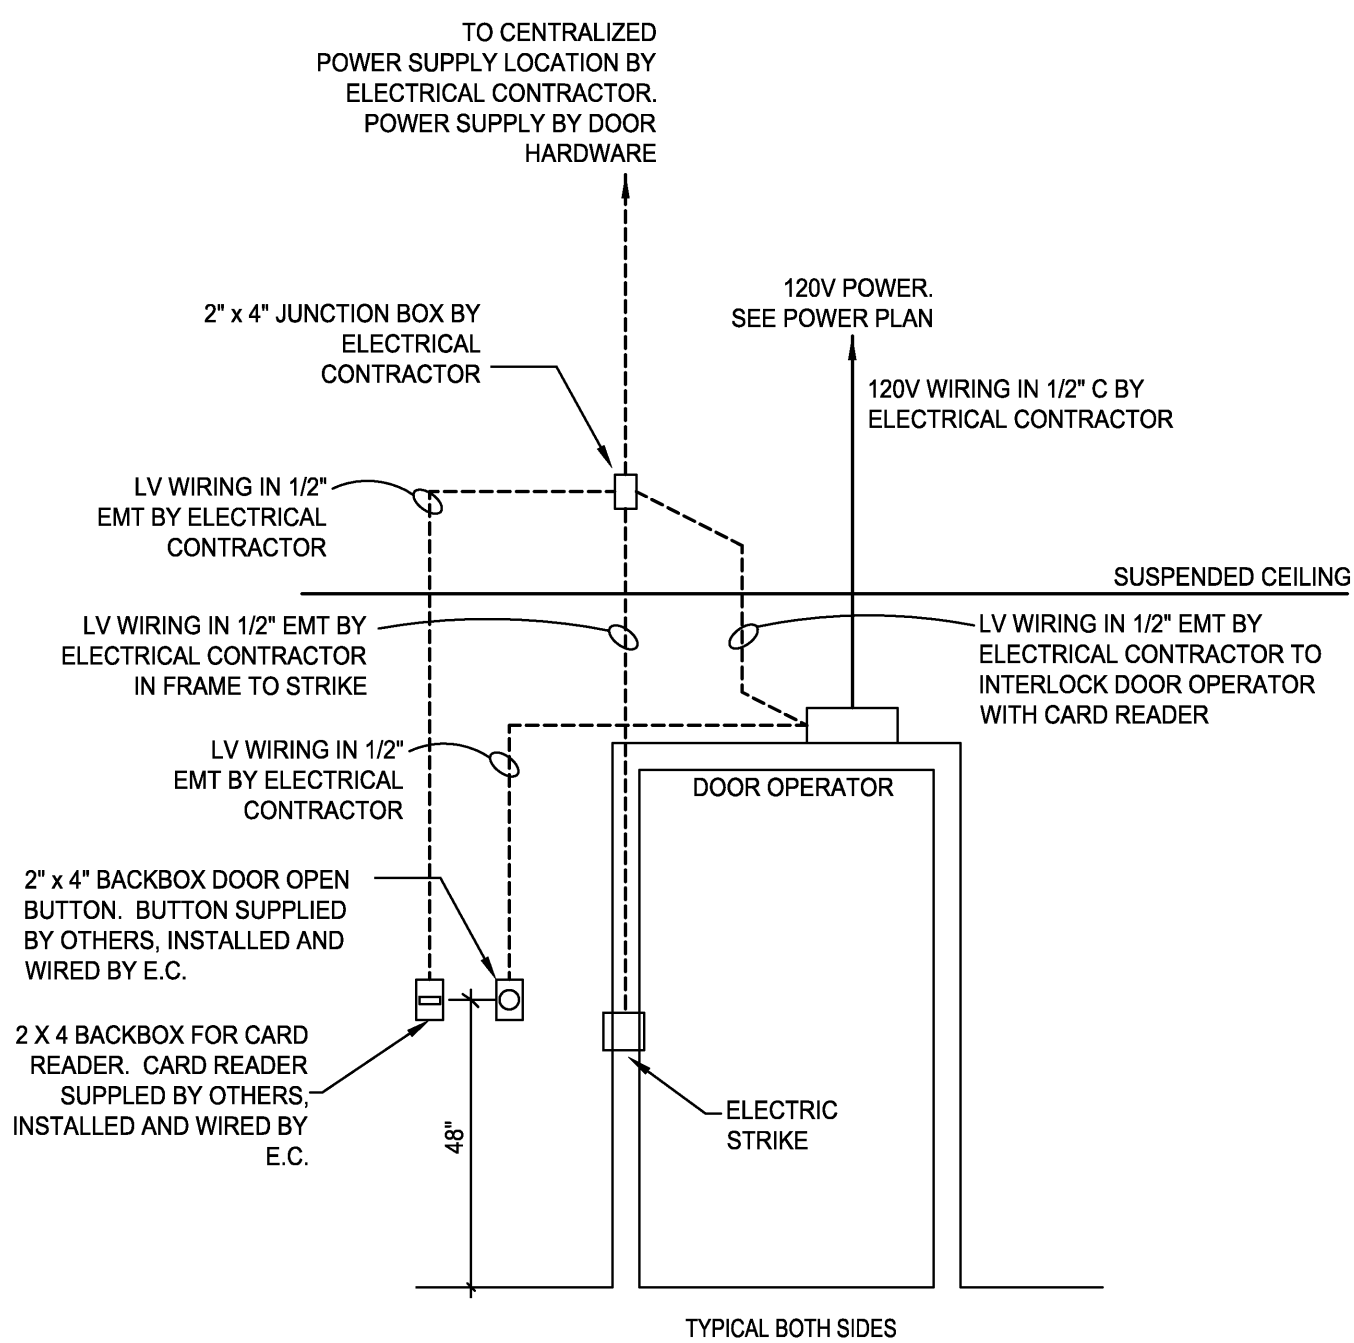 TO CENTRALIZED
POWER SUPPLY LOCATION BY
ELECTRICAL CONTRACTOR.
POWER SUPPLY BY DOOR
HARDWARE
120V POWER.
SEE POWER PLAN
2" x 4" JUNCTION BOX BY
ELECTRICAL
CONTRACTOR
120V WIRING IN 1/2" C BY
ELECTRICAL CONTRACTOR
LV WIRING IN 1/2"
EMT BY ELECTRICAL
CONTRACTOR
SUSPENDED CEILING
LV WIRING IN 1/2" EMT BY
ELECTRICAL CONTRACTOR
IN FRAME TO STRIKE
LV WIRING IN 1/2" EMT BY
ELECTRICAL CONTRACTOR TO
INTERLOCK DOOR OPERATOR
WITH CARD READER
LV WIRING IN 1/2"
EMT BY ELECTRICAL
CONTRACTOR
DOOR OPERATOR
2" x 4" BACKBOX DOOR OPEN
BUTTON. BUTTON SUPPLIED
BY OTHERS, INSTALLED AND
WIRED BY E.C.
2 X 4 BACKBOX FOR CARD
READER. CARD READER
SUPPLED BY OTHERS,
INSTALLED AND WIRED BY
E.C.
48"
ELECTRIC
STRIKE
TYPICAL BOTH SIDES